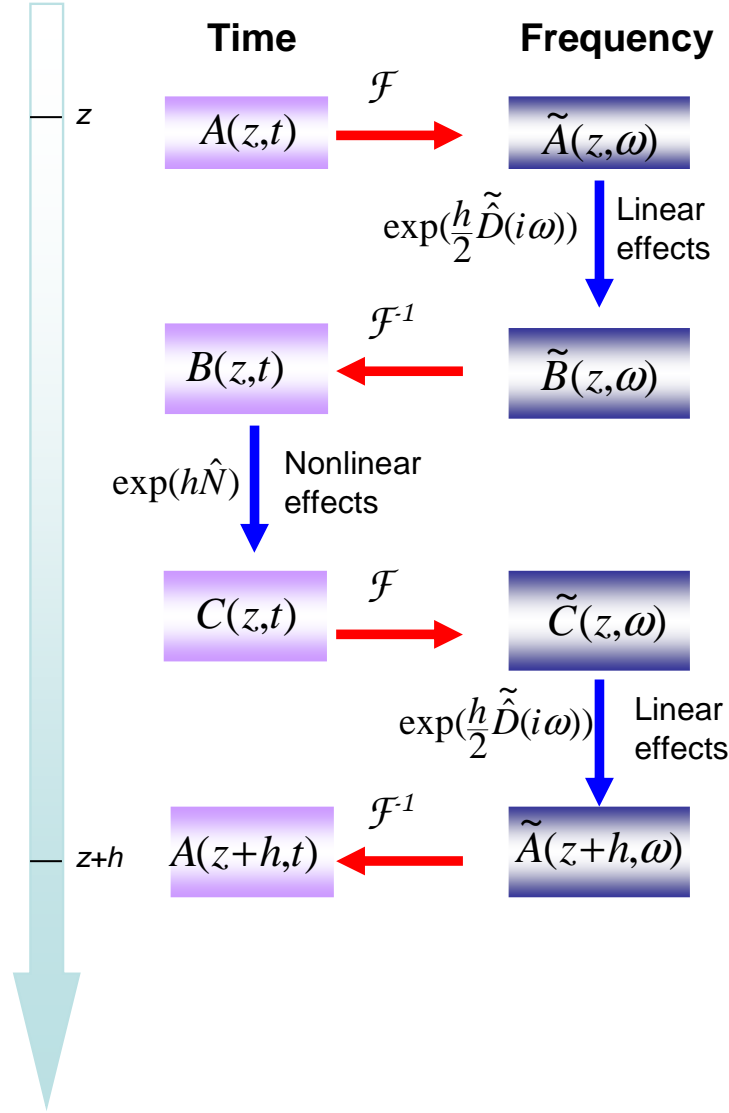 Time Frequency
ℱ
z
A(z,t) Ã(z,ω)
exp(h/2 D̂̃(iω)) Linear
effects
ℱ⁻¹
B(z,t) B̃(z,ω)
exp(hN̂) Nonlinear
effects
ℱ
C(z,t) C̃(z,ω)
exp(h/2 D̂̃(iω)) Linear
effects
ℱ⁻¹
z+h A(z+h,t) Ã(z+h,ω)